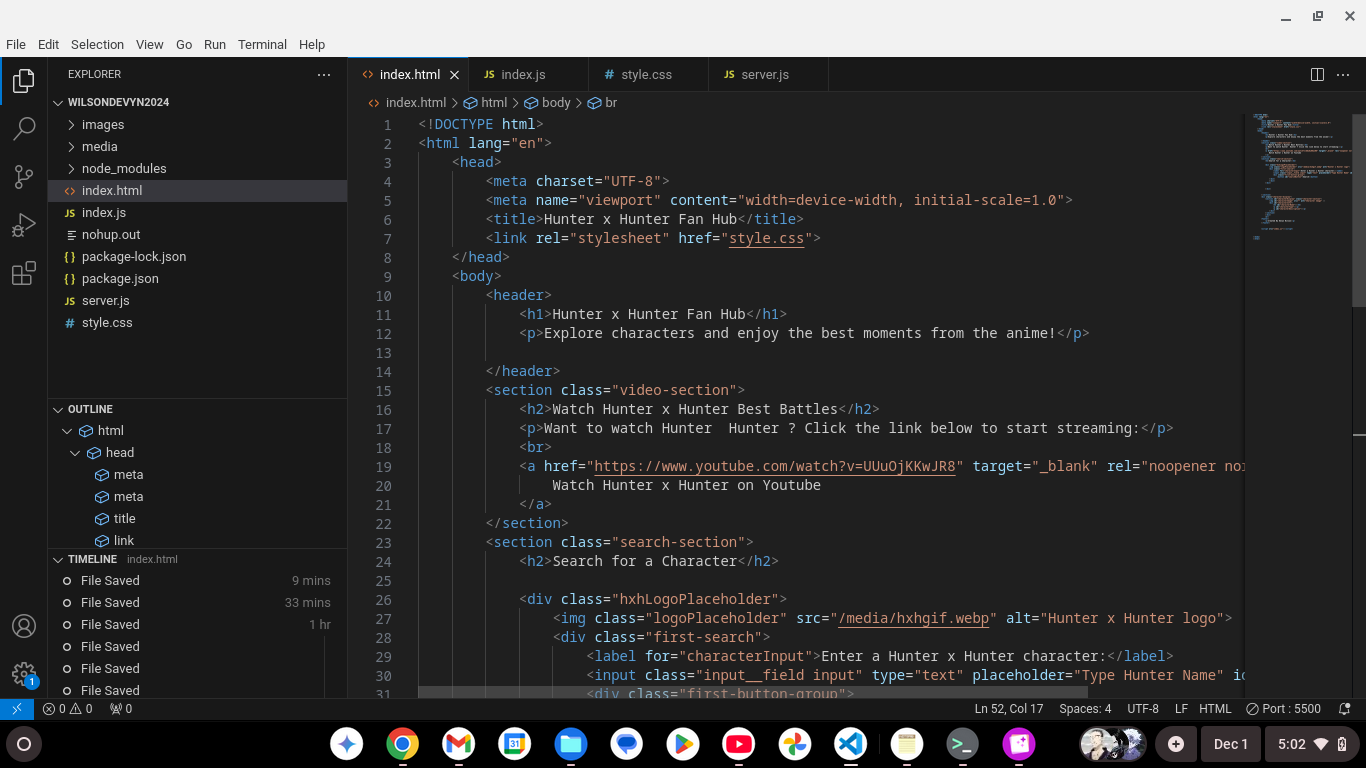 File Edit Selection View Go Run Terminal Help
EXPLORER
WILSONDEVYN2024
images
media
node_modules
index.html
JS index.js
nohup.out
{} package-lock.json
{} package.json
JS server.js
# style.css
OUTLINE
html
head
meta
meta
title
link
TIMELINE index.html
File Saved 9 mins
File Saved 33 mins
File Saved 1 hr
File Saved
File Saved
File Saved
1
<> index.html JS index.js # style.css JS server.js
<> index.html > html > body > br
1 <!DOCTYPE html>
2 <html lang="en">
3 <head>
4 <meta charset="UTF-8">
5 <meta name="viewport" content="width=device-width, initial-scale=1.0">
6 <title>Hunter x Hunter Fan Hub</title>
7 <link rel="stylesheet" href="style.css">
8 </head>
9 <body>
10 <header>
11 <h1>Hunter x Hunter Fan Hub</h1>
12 <p>Explore characters and enjoy the best moments from the anime!</p>
13
14 </header>
15 <section class="video-section">
16 <h2>Watch Hunter x Hunter Best Battles</h2>
17 <p>Want to watch Hunter  Hunter ? Click the link below to start streaming:</p>
18 <br>
19 <a href="https://www.youtube.com/watch?v=UUuOjKKwJR8" target="_blank" rel="noopener nor
20 Watch Hunter x Hunter on Youtube
21 </a>
22 </section>
23 <section class="search-section">
24 <h2>Search for a Character</h2>
25
26 <div class="hxhLogoPlaceholder">
27 <img class="logoPlaceholder" src="/media/hxhgif.webp" alt="Hunter x Hunter logo">
28 <div class="first-search">
29 <label for="characterInput">Enter a Hunter x Hunter character:</label>
30 <input class="input__field input" type="text" placeholder="Type Hunter Name" id
31 <div class="first-button-group">
0 0 0 Ln 52, Col 17 Spaces: 4 UTF-8 LF HTML Port : 5500
31 Dec 1 5:02